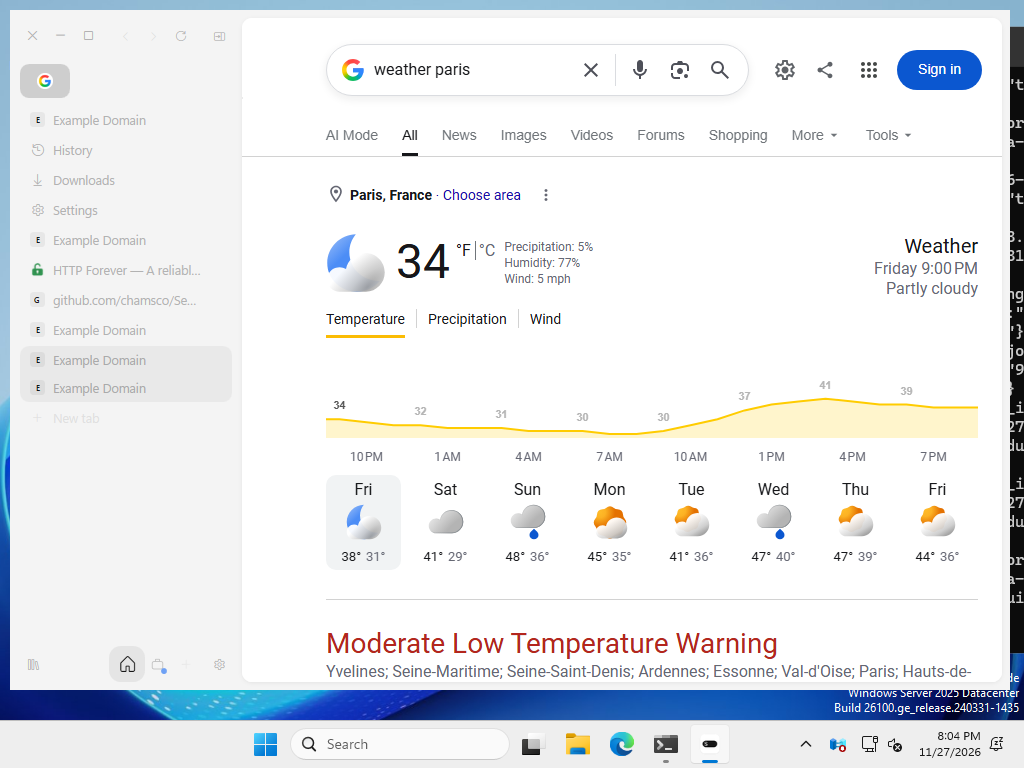 weather paris
Sign in
AI Mode
All
News
Images
Videos
Forums
Shopping
More
Tools
E Example Domain
History
Downloads
Settings
E Example Domain
HTTP Forever — A reliabl...
G github.com/chamsco/Se...
E Example Domain
E Example Domain
E Example Domain
New tab
Paris, France · Choose area
34 °F | °C
Precipitation: 5%
Humidity: 77%
Wind: 5 mph
Weather
Friday 9:00 PM
Partly cloudy
Temperature
Precipitation
Wind
34 32 31 30 30 37 41 39
10 PM 1 AM 4 AM 7 AM 10 AM 1 PM 4 PM 7 PM
Fri Sat Sun Mon Tue Wed Thu Fri
38° 31° 41° 29° 48° 36° 45° 35° 41° 36° 47° 40° 47° 39° 44° 36°
Moderate Low Temperature Warning
Yvelines; Seine-Maritime; Seine-Saint-Denis; Ardennes; Essonne; Val-d'Oise; Paris; Hauts-de-
Windows Server 2025 Datacenter
Build 26100.ge_release.240331-1435
Search
8:04 PM
11/27/2026